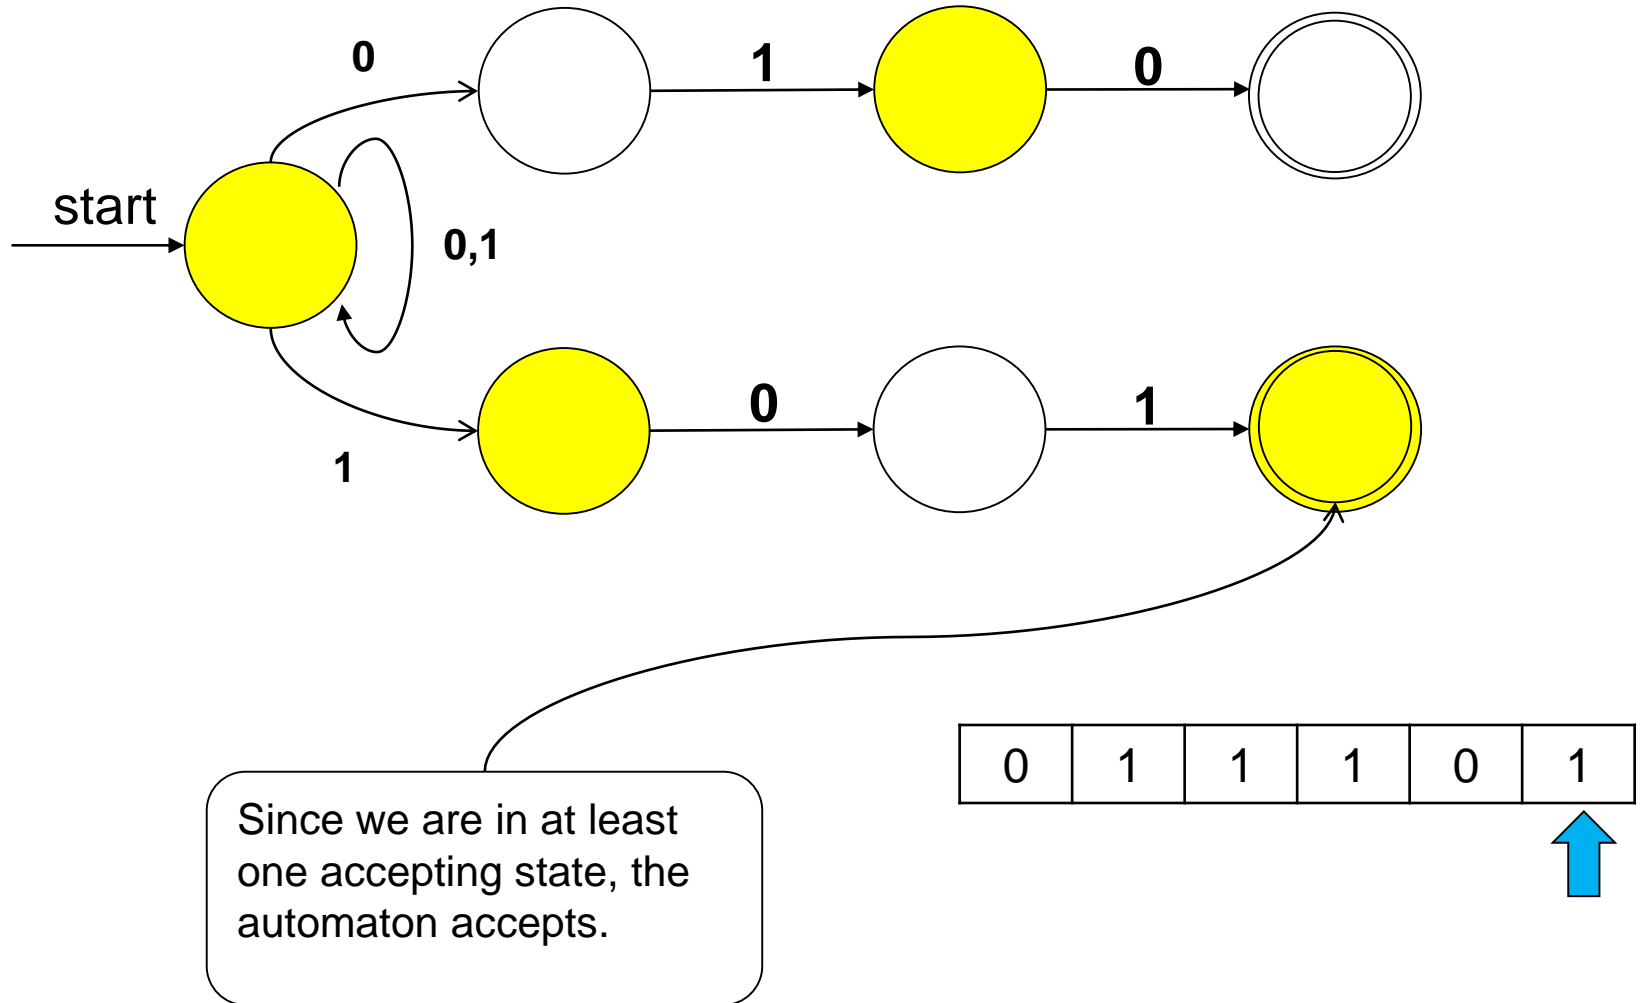 0
1
0
start
0,1
0
1
1
0 1 1 1 0 1
Since we are in at least
one accepting state, the
automaton accepts.